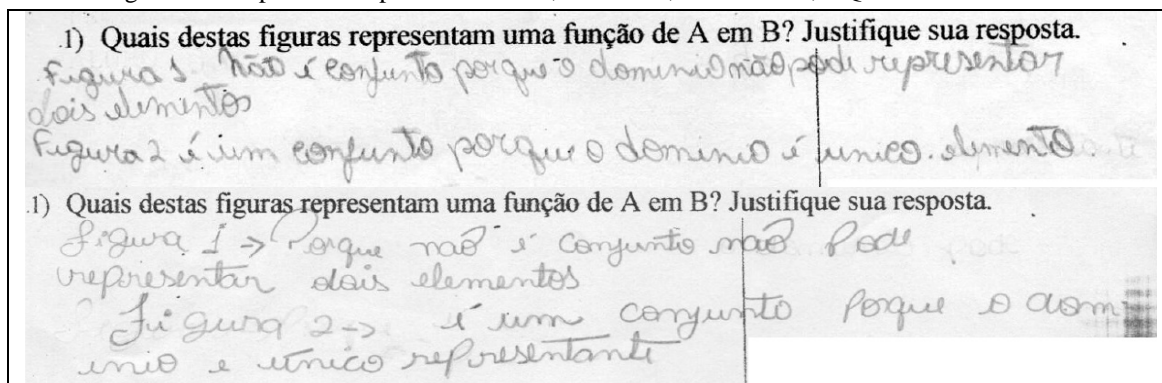 .1) Quais destas figuras representam uma função de A em B? Justifique sua resposta.
Figura 1 não é conjunto porque o dominio não pode representar
dois elementos
Figura 2 é um conjunto porque o dominio é unico elemento
.1) Quais destas figuras representam uma função de A em B? Justifique sua resposta.
Figura 1 → Porque não é conjunto não Pode
representar dois elementos
Figura 2 → é um conjunto Porque o dom
inio e unico representante